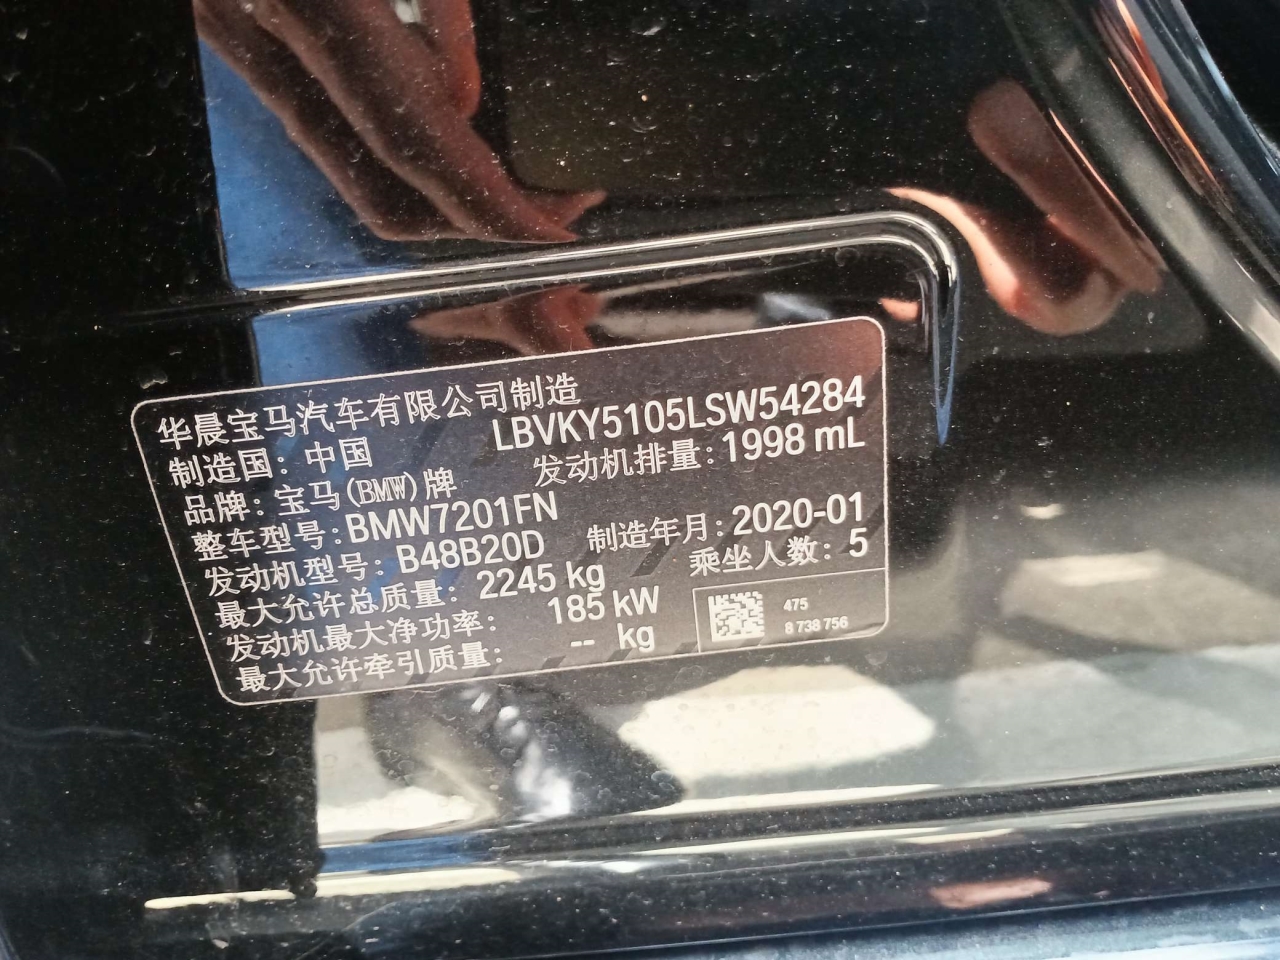 华晨宝马汽车有限公司制造
制造国：中国 LBVKY5105LSW54284
品牌：宝马(BMW)牌 发动机排量：1998 mL
整车型号：BMW7201FN
发动机型号：B48B20D 制造年月：2020-01
最大允许总质量：2245 kg 乘坐人数：5
发动机最大净功率：185 kW
最大允许牵引质量：-- kg
475
8 738 756